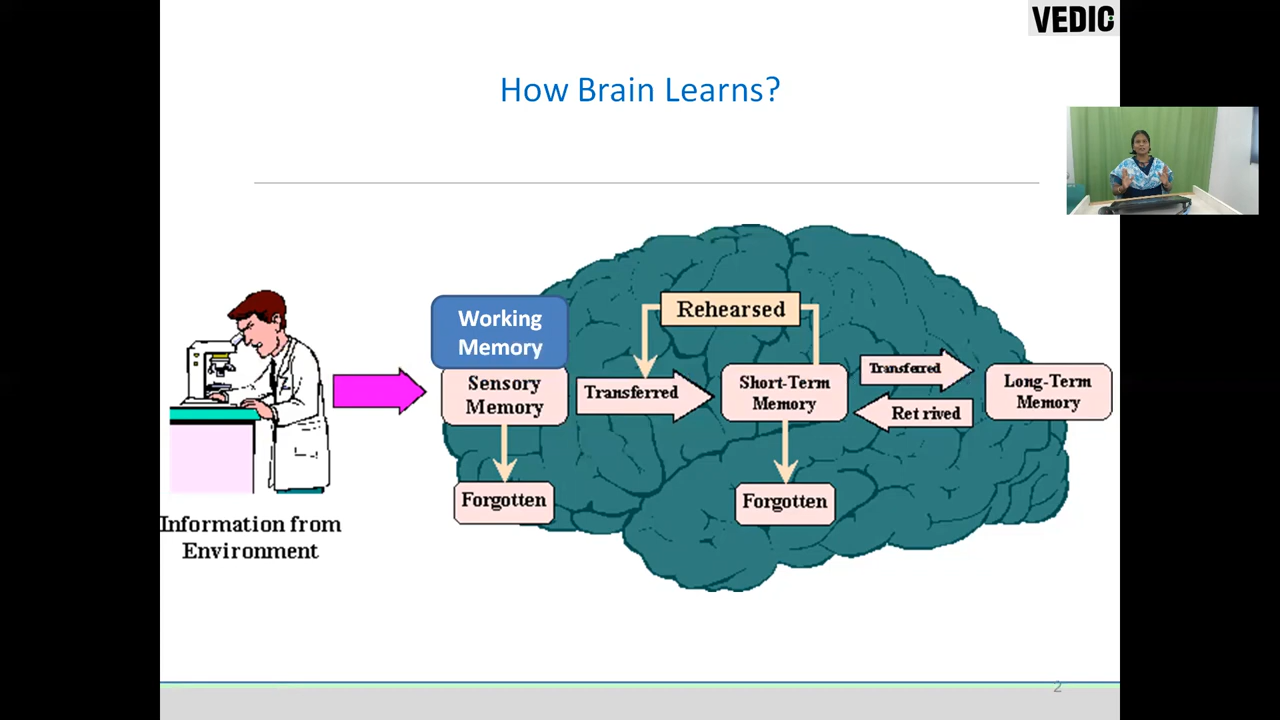 VEDIC
How Brain Learns?
Working
Memory
Rehearsed
Sensory
Memory
Transferred
Short-Term
Memory
Transferred
Ret rived
Long-Term
Memory
Forgotten
Forgotten
Information from
Environment
2